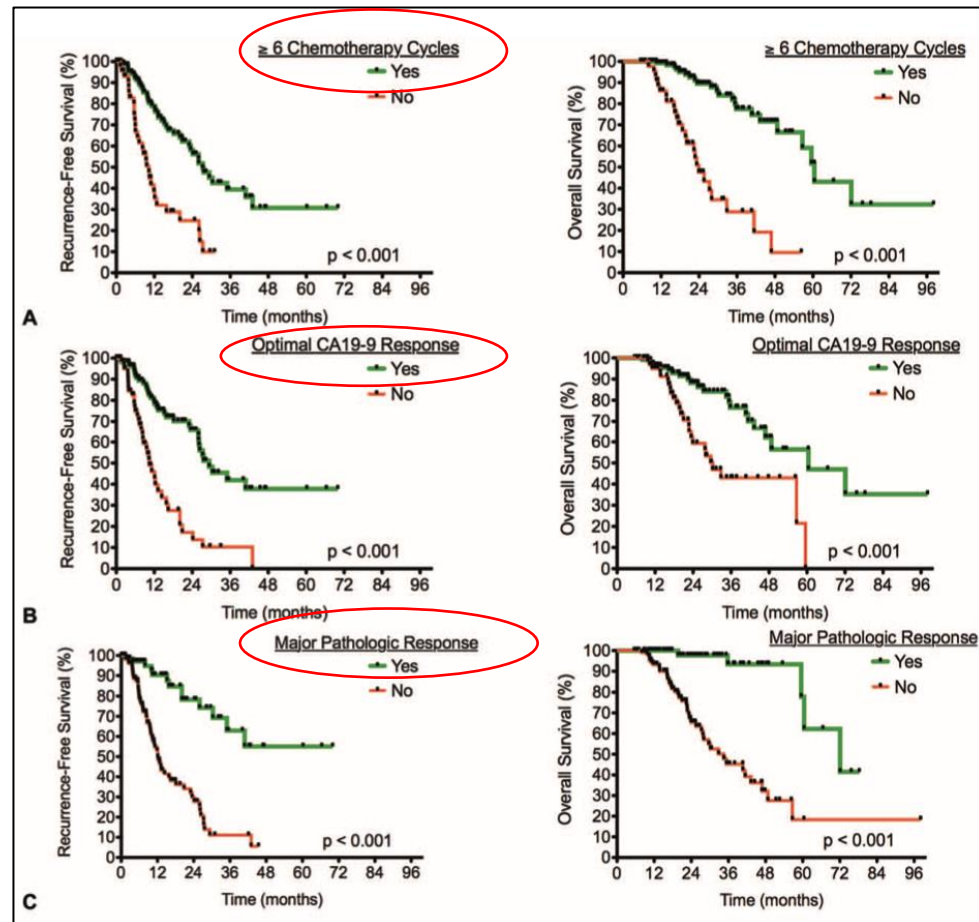 ≥ 6 Chemotherapy Cycles
Yes
No
Recurrence-Free Survival (%)
100
90
80
70
60
50
40
30
20
10
0
p < 0.001
0 12 24 36 48 60 72 84 96
Time (months)
≥ 6 Chemotherapy Cycles
Yes
No
Overall Survival (%)
100
90
80
70
60
50
40
30
20
10
0
p < 0.001
0 12 24 36 48 60 72 84 96
Time (months)
A
Optimal CA19-9 Response
Yes
No
Recurrence-Free Survival (%)
100
90
80
70
60
50
40
30
20
10
0
p < 0.001
0 12 24 36 48 60 72 84 96
Time (months)
Optimal CA19-9 Response
Yes
No
Overall Survival (%)
100
90
80
70
60
50
40
30
20
10
0
p < 0.001
0 12 24 36 48 60 72 84 96
Time (months)
B
Major Pathologic Response
Yes
No
Recurrence-Free Survival (%)
100
90
80
70
60
50
40
30
20
10
0
p < 0.001
0 12 24 36 48 60 72 84 96
Time (months)
Major Pathologic Response
Yes
No
Overall Survival (%)
100
90
80
70
60
50
40
30
20
10
0
p < 0.001
0 12 24 36 48 60 72 84 96
Time (months)
C